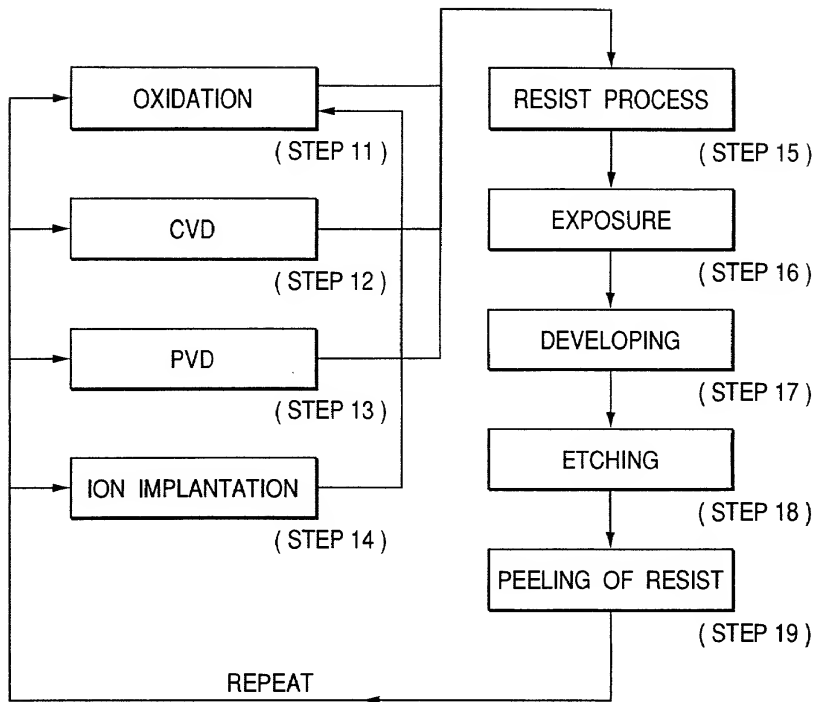 OXIDATION
( STEP 11 )
CVD
( STEP 12 )
PVD
( STEP 13 )
ION IMPLANTATION
( STEP 14 )
RESIST PROCESS
( STEP 15 )
EXPOSURE
( STEP 16 )
DEVELOPING
( STEP 17 )
ETCHING
( STEP 18 )
PEELING OF RESIST
( STEP 19 )
REPEAT